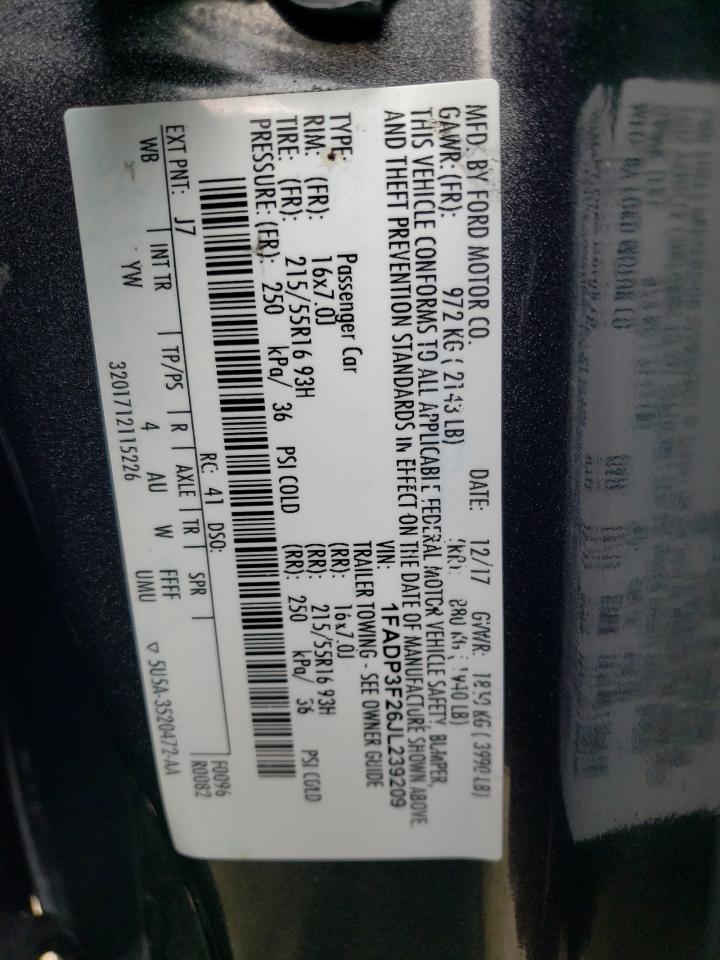 MFD. BY FORD MOTOR CO. DATE: 12/17 GVWR: 1810 KG ( 3990 LB)
GAWR: (FR): 972 KG ( 2143 LB) (RR): 880 KG ( 1940 LB)
THIS VEHICLE CONFORMS TO ALL APPLICABLE FEDERAL MOTOR VEHICLE SAFETY, BUMPER,
AND THEFT PREVENTION STANDARDS IN EFFECT ON THE DATE OF MANUFACTURE SHOWN ABOVE.
VIN: 1FADP3F26JL239209
TYPE: Passenger Car TRAILER TOWING - SEE OWNER GUIDE
RIM: (FR): 16x7.0J (RR): 16x7.0J
TIRE: (FR): 215/55R16 93H (RR): 215/55R16 93H
PRESSURE: (FR): 250 kPa/ 36 PSI COLD (RR): 250 kPa/ 36 PSI COLD
F0096
R0082
EXT PNT: J7 RC: 41 DSO:
WB INT TR TP/PS R AXLE TR SPR
YW 4 AU W FFFF
UMU
3201712115226
▽ 5U5A-3520472-AA